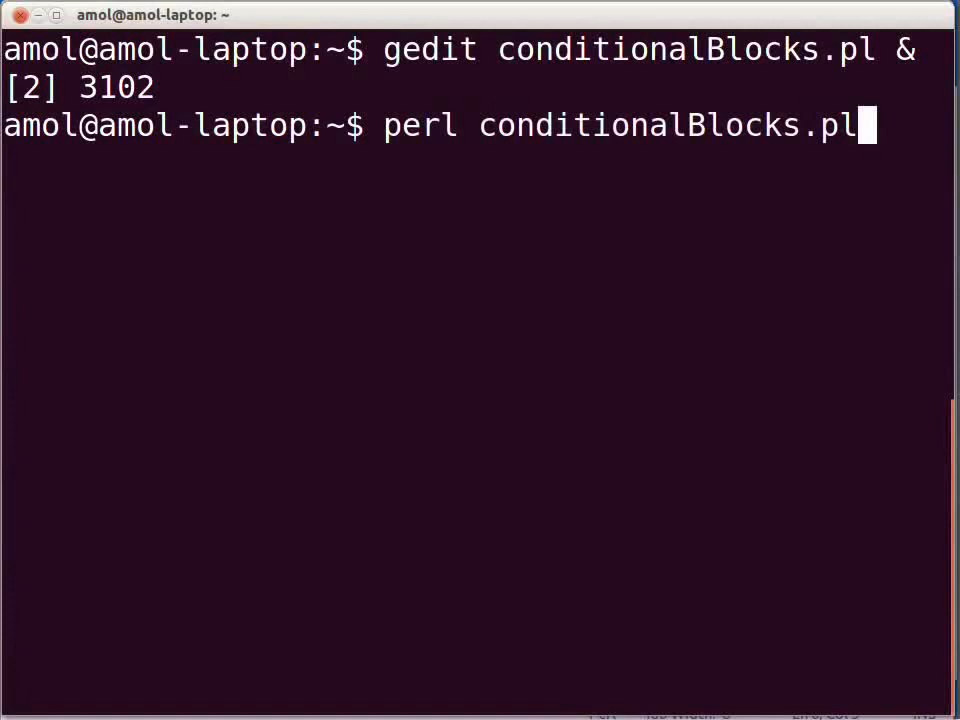 amol@amol-laptop: ~
amol@amol-laptop:~$ gedit conditionalBlocks.pl &
[2] 3102
amol@amol-laptop:~$ perl conditionalBlocks.pl